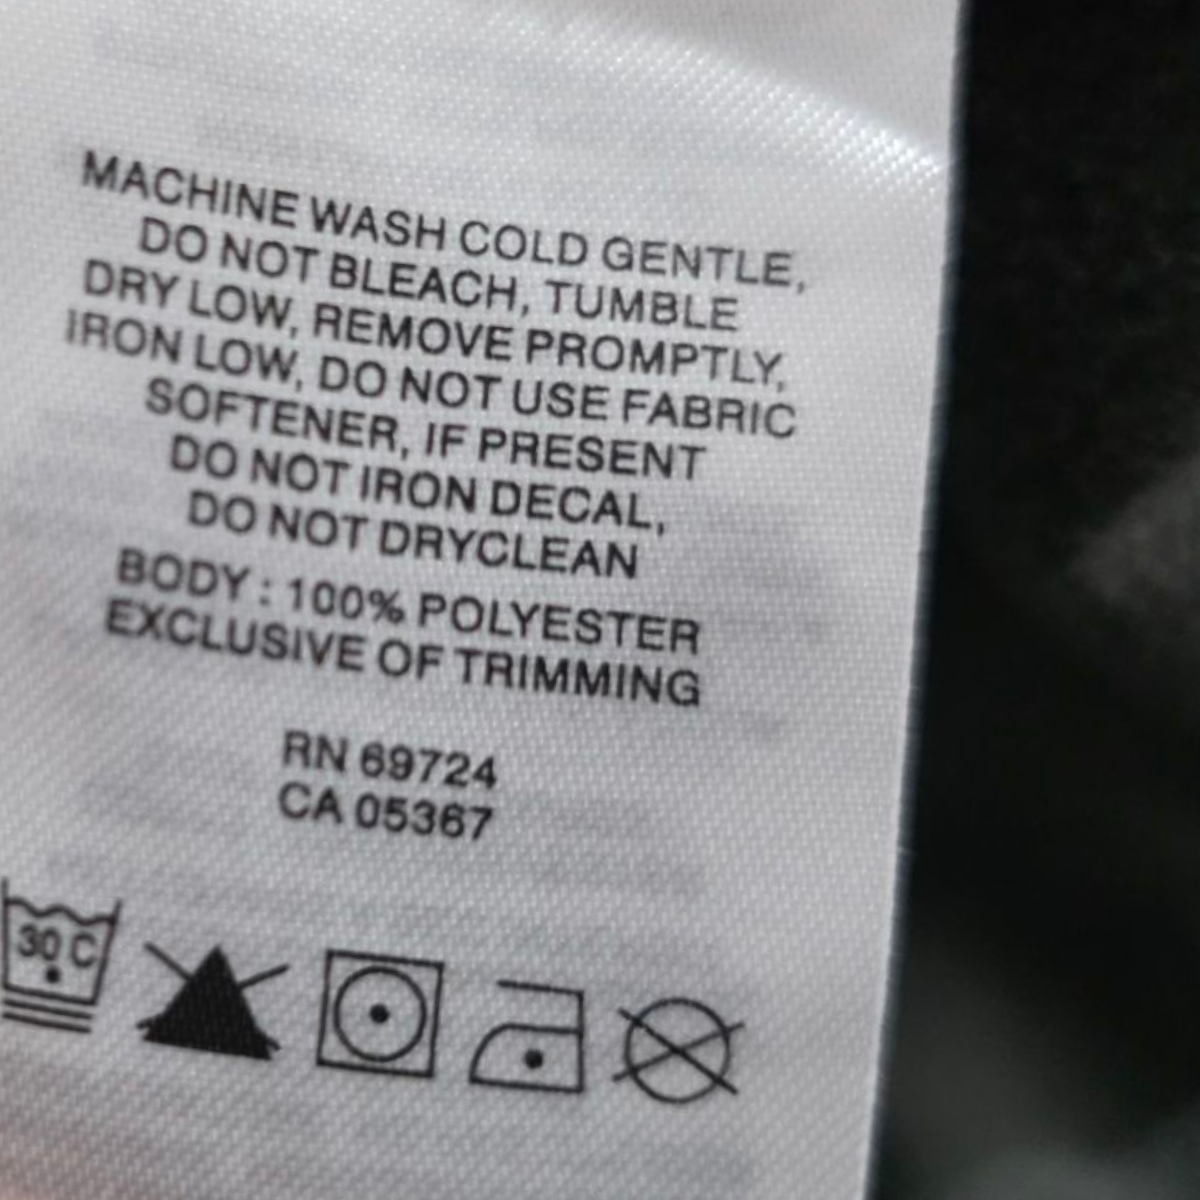 MACHINE WASH COLD GENTLE,
DO NOT BLEACH, TUMBLE
DRY LOW, REMOVE PROMPTLY,
IRON LOW, DO NOT USE FABRIC
SOFTENER, IF PRESENT
DO NOT IRON DECAL,
DO NOT DRYCLEAN
BODY : 100% POLYESTER
EXCLUSIVE OF TRIMMING
RN 69724
CA 05367
30 C